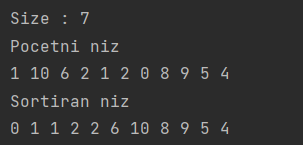 Size : 7
Pocetni niz
1 10 6 2 1 2 0 8 9 5 4
Sortiran niz
0 1 1 2 2 6 10 8 9 5 4